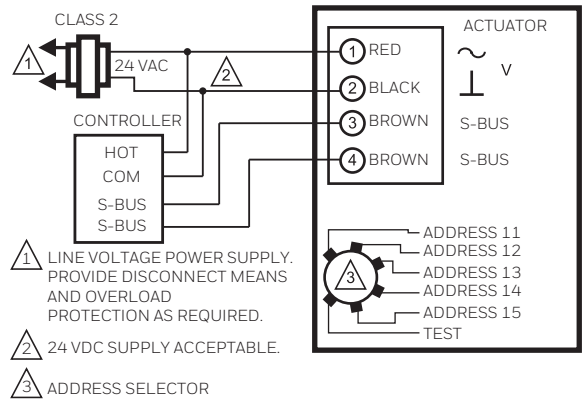 CLASS 2
ACTUATOR
1
24 VAC
2
1 RED
V
2 BLACK
CONTROLLER
3 BROWN S-BUS
HOT
4 BROWN S-BUS
COM
S-BUS
S-BUS
ADDRESS 11
ADDRESS 12
ADDRESS 13
3
ADDRESS 14
ADDRESS 15
TEST
1 LINE VOLTAGE POWER SUPPLY.
PROVIDE DISCONNECT MEANS
AND OVERLOAD
PROTECTION AS REQUIRED.
2 24 VDC SUPPLY ACCEPTABLE.
3 ADDRESS SELECTOR